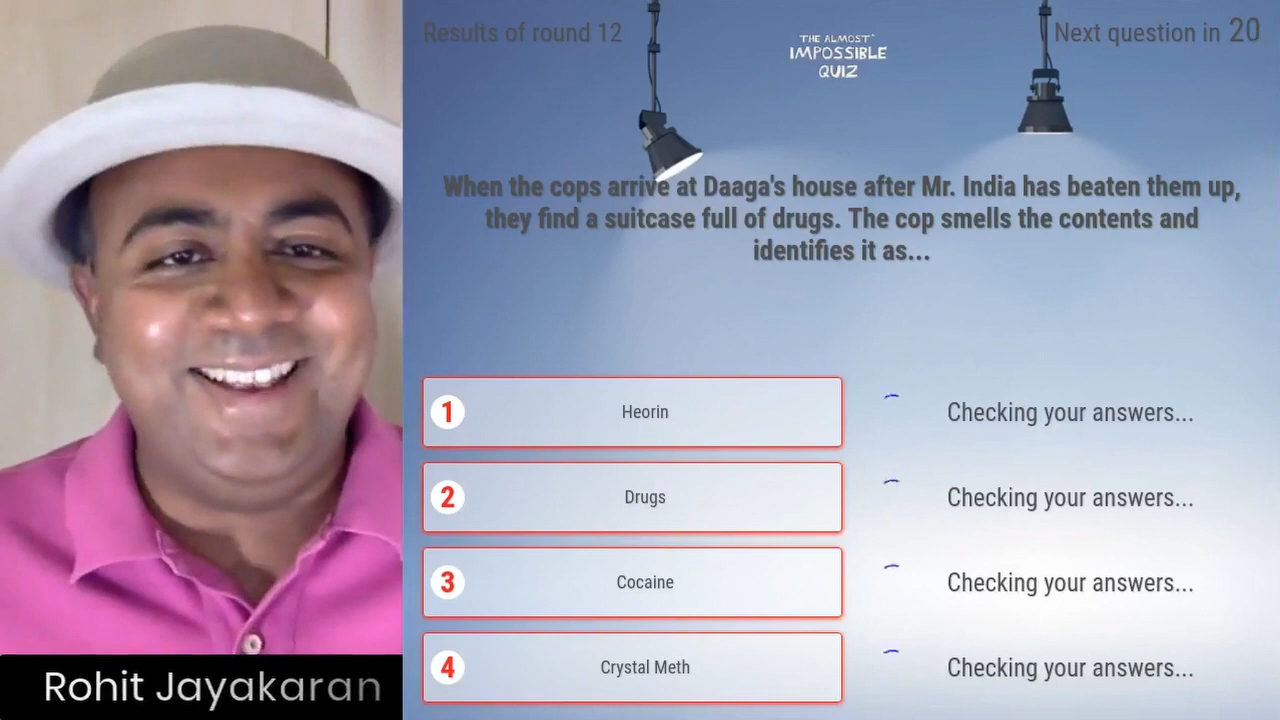 Results of round 12
THE ALMOST
IMPOSSIBLE
QUIZ
Next question in 20
When the cops arrive at Daaga's house after Mr. India has beaten them up,
they find a suitcase full of drugs. The cop smells the contents and
identifies it as...
1 Heorin Checking your answers...
2 Drugs Checking your answers...
3 Cocaine Checking your answers...
4 Crystal Meth Checking your answers...
Rohit Jayakaran